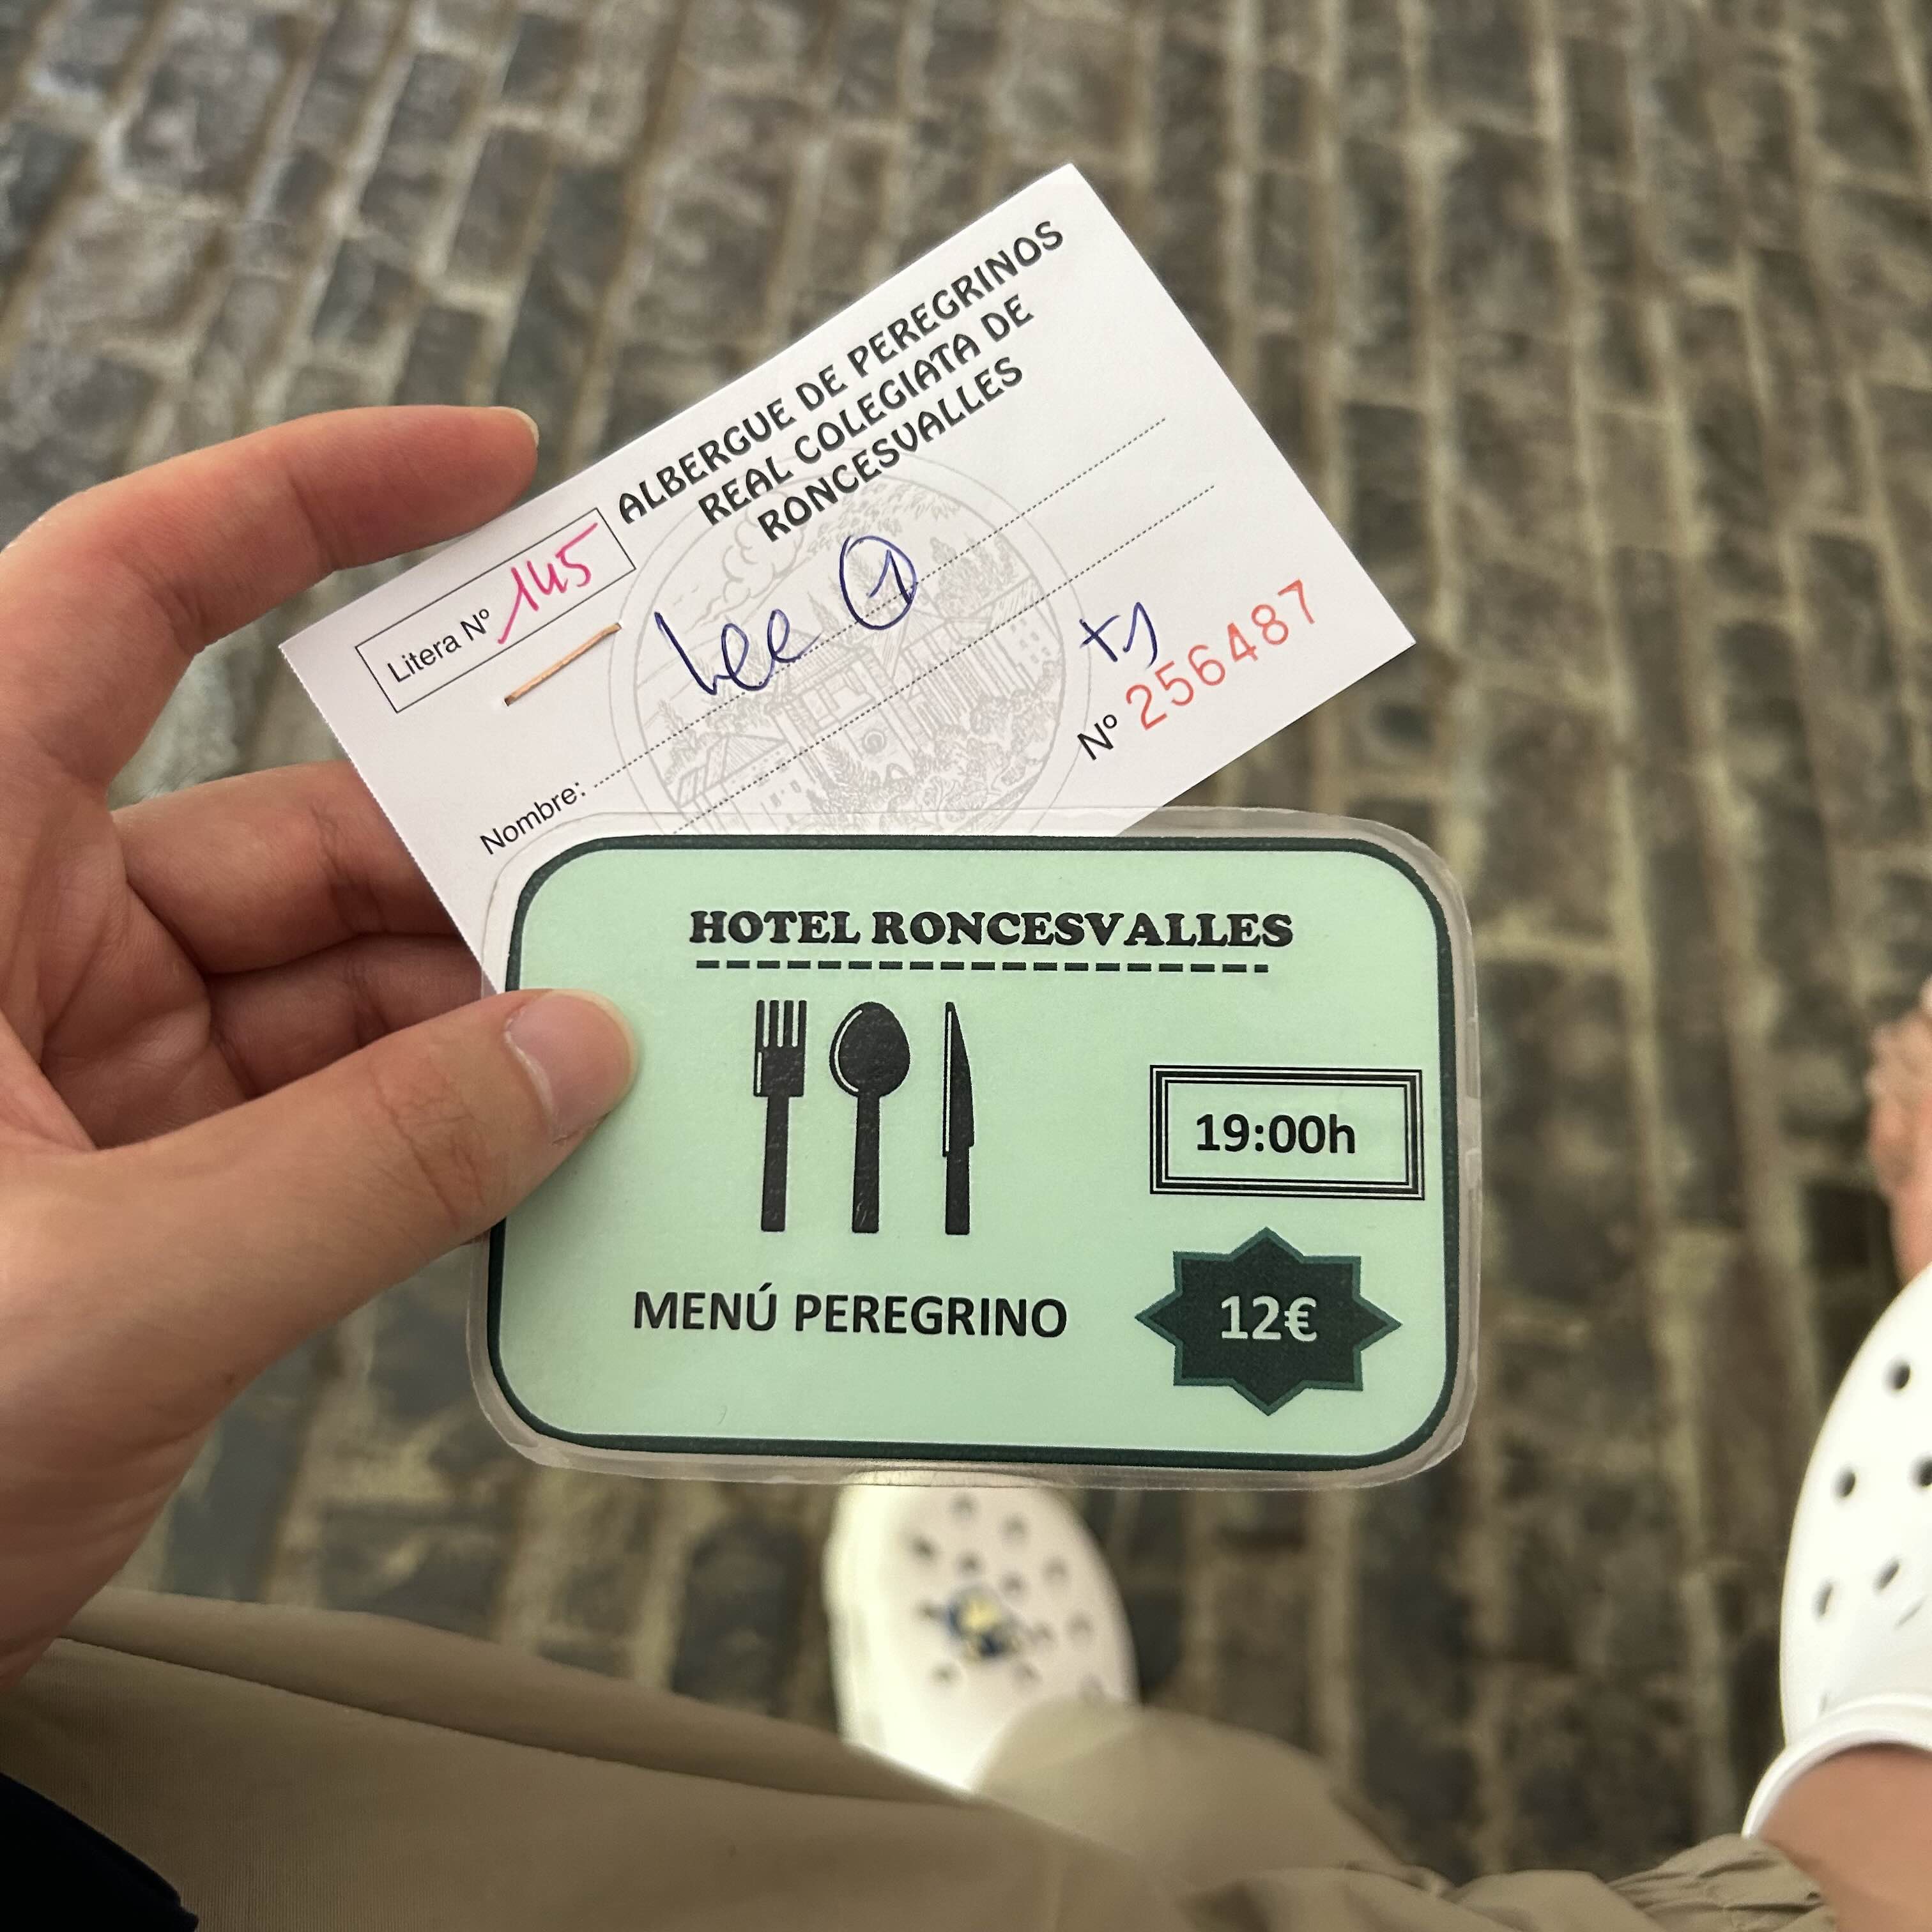 ALBERGUE DE PEREGRINOS
REAL COLEGIATA DE
RONCESVALLES
Litera Nº 145
Nombre: Lee 1
Nº 256487
HOTEL RONCESVALLES
19:00h
MENÚ PEREGRINO
12€